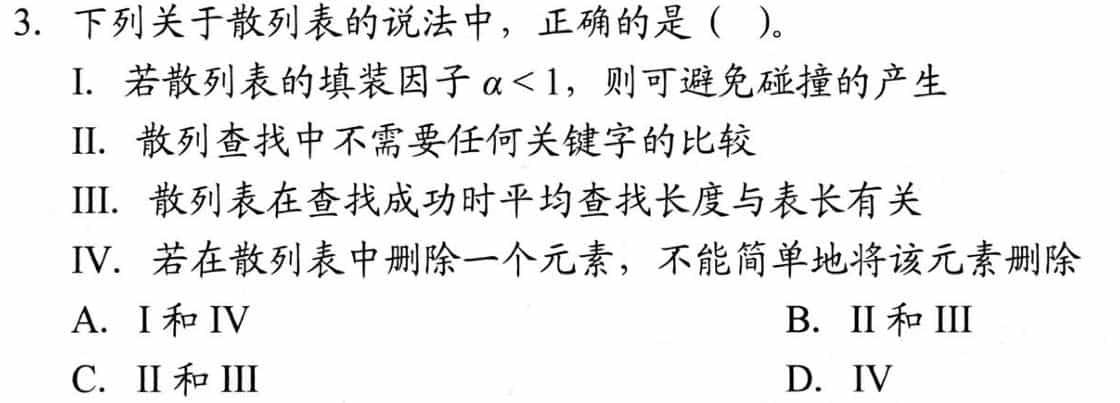 3. 下列关于散列表的说法中，正确的是（ ）。
I. 若散列表的填装因子 α < 1，则可避免碰撞的产生
II. 散列查找中不需要任何关键字的比较
III. 散列表在查找成功时平均查找长度与表长有关
IV. 若在散列表中删除一个元素，不能简单地将该元素删除
A. I 和 IV B. II 和 III
C. II 和 III D. IV